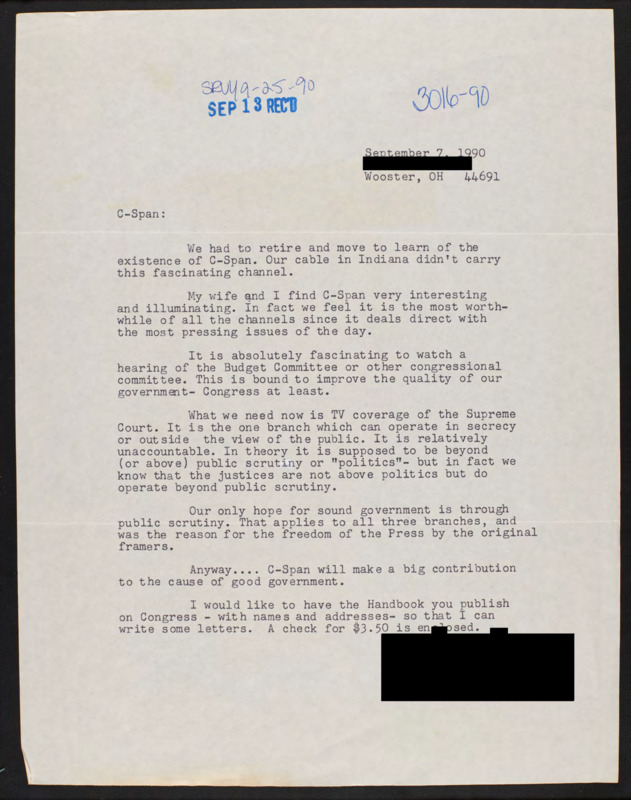 SRVY 9-25-90
SEP 13 REC'D
3016-90
September 7, 1990
Wooster, OH 44691
C-Span:
We had to retire and move to learn of the
existence of C-Span. Our cable in Indiana didn't carry
this fascinating channel.
My wife and I find C-Span very interesting
and illuminating. In fact we feel it is the most worth-
while of all the channels since it deals direct with
the most pressing issues of the day.
It is absolutely fascinating to watch a
hearing of the Budget Committee or other congressional
committee. This is bound to improve the quality of our
government- Congress at least.
What we need now is TV coverage of the Supreme
Court. It is the one branch which can operate in secrecy
or outside the view of the public. It is relatively
unaccountable. In theory it is supposed to be beyond
(or above) public scrutiny or "politics"- but in fact we
know that the justices are not above politics but do
operate beyond public scrutiny.
Our only hope for sound government is through
public scrutiny. That applies to all three branches, and
was the reason for the freedom of the Press by the original
framers.
Anyway.... C-Span will make a big contribution
to the cause of good government.
I would like to have the Handbook you publish
on Congress - with names and addresses- so that I can
write some letters. A check for $3.50 is enclosed.